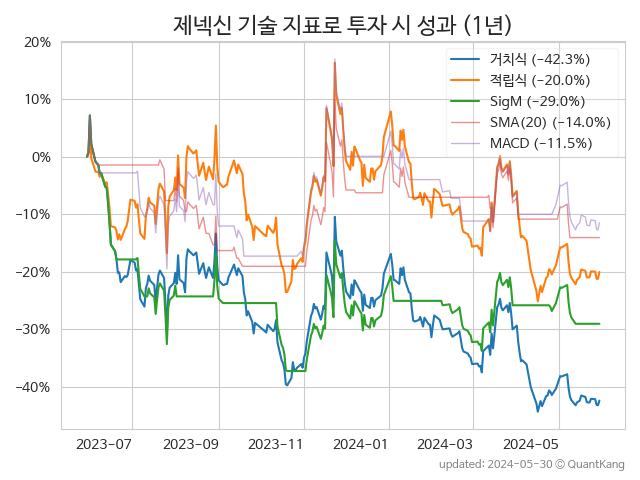 제넥신 기술 지표로 투자 시 성과 (1년)
거치식 (−42.3%)
적립식 (−20.0%)
SigM (−29.0%)
SMA(20) (−14.0%)
MACD (−11.5%)
20%
10%
0%
−10%
−20%
−30%
−40%
2023-07 2023-09 2023-11 2024-01 2024-03 2024-05
updated: 2024-05-30 © QuantKang